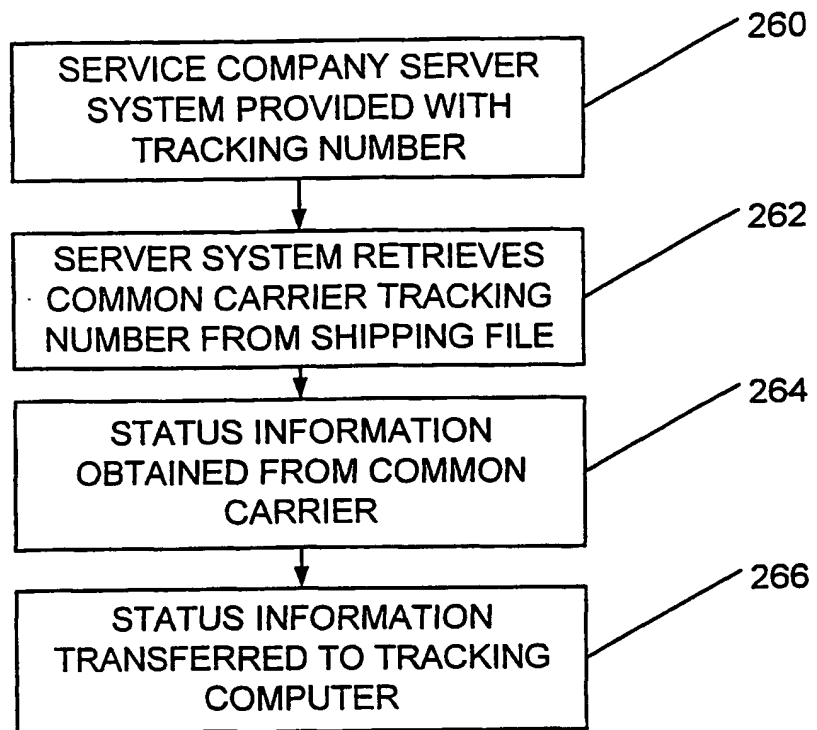 260
SERVICE COMPANY SERVER
SYSTEM PROVIDED WITH
TRACKING NUMBER
262
SERVER SYSTEM RETRIEVES
COMMON CARRIER TRACKING
NUMBER FROM SHIPPING FILE
264
STATUS INFORMATION
OBTAINED FROM COMMON
CARRIER
266
STATUS INFORMATION
TRANSFERRED TO TRACKING
COMPUTER